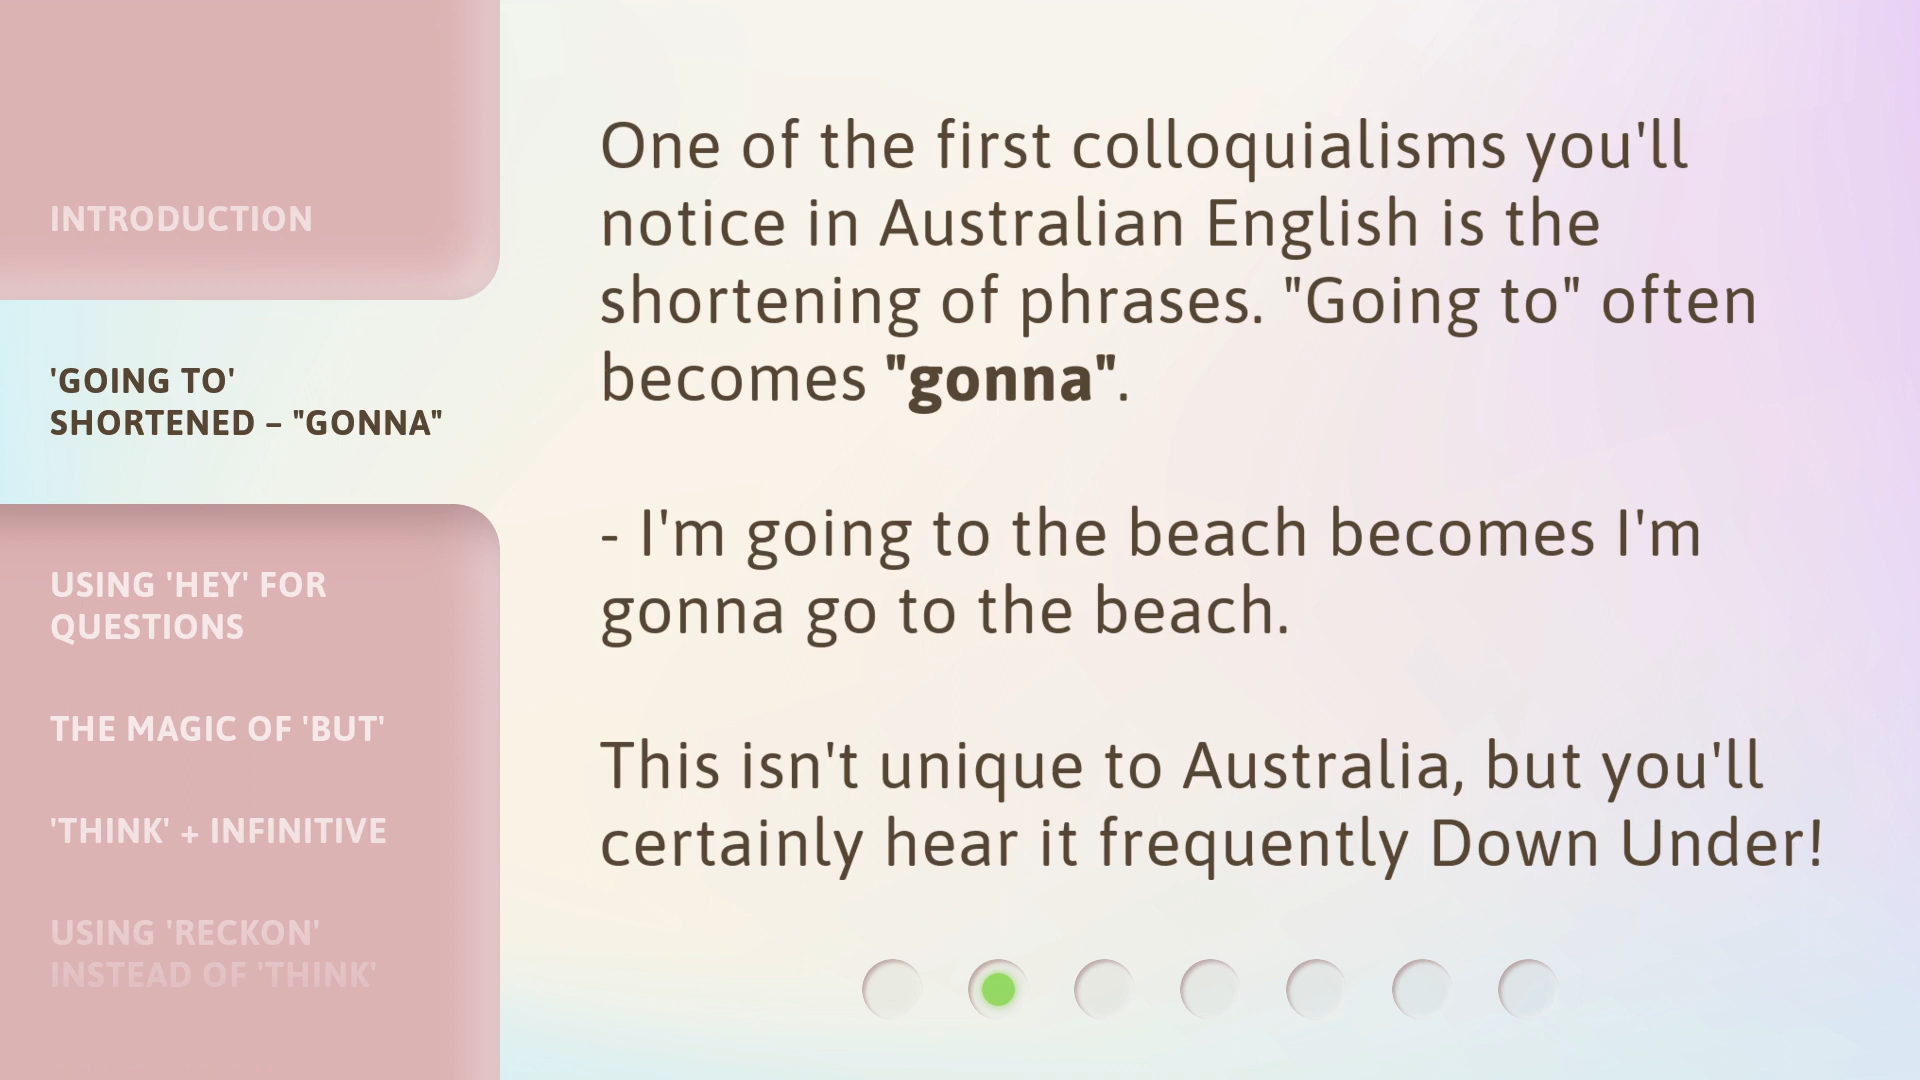 INTRODUCTION
'GOING TO'
SHORTENED – "GONNA"
USING 'HEY' FOR
QUESTIONS
THE MAGIC OF 'BUT'
'THINK' + INFINITIVE
USING 'RECKON'
INSTEAD OF 'THINK'
One of the first colloquialisms you'll
notice in Australian English is the
shortening of phrases. "Going to" often
becomes "gonna".
- I'm going to the beach becomes I'm
gonna go to the beach.
This isn't unique to Australia, but you'll
certainly hear it frequently Down Under!